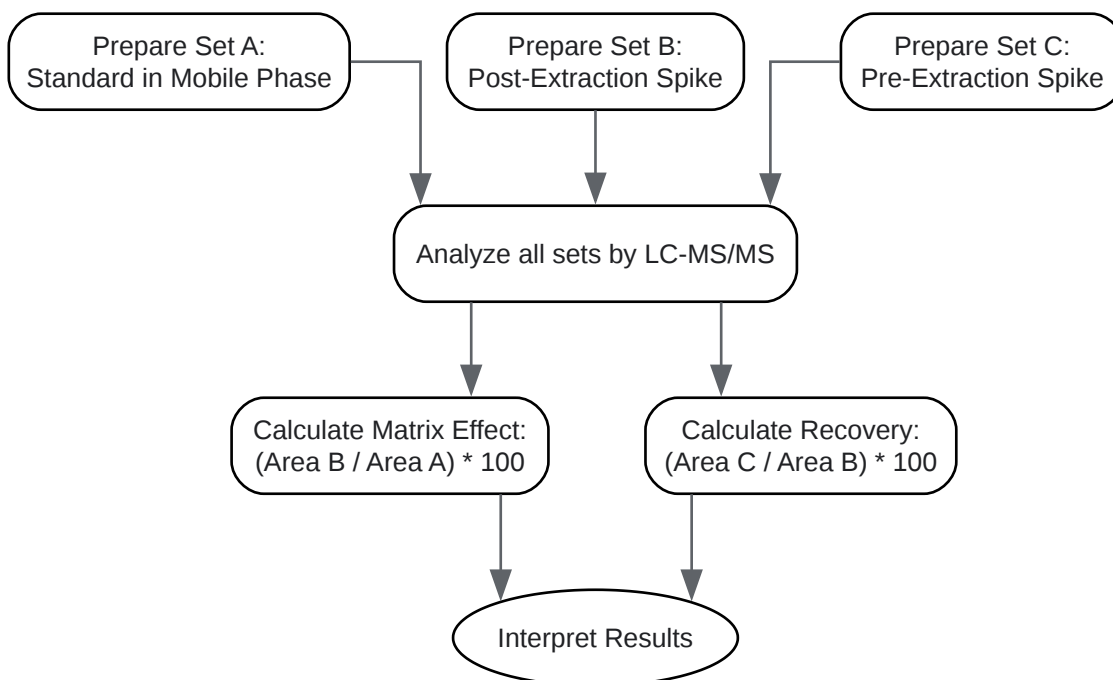 Prepare Set A:
Standard in Mobile Phase
Prepare Set B:
Post-Extraction Spike
Prepare Set C:
Pre-Extraction Spike
Analyze all sets by LC-MS/MS
Calculate Matrix Effect:
(Area B / Area A) * 100
Calculate Recovery:
(Area C / Area B) * 100
Interpret Results